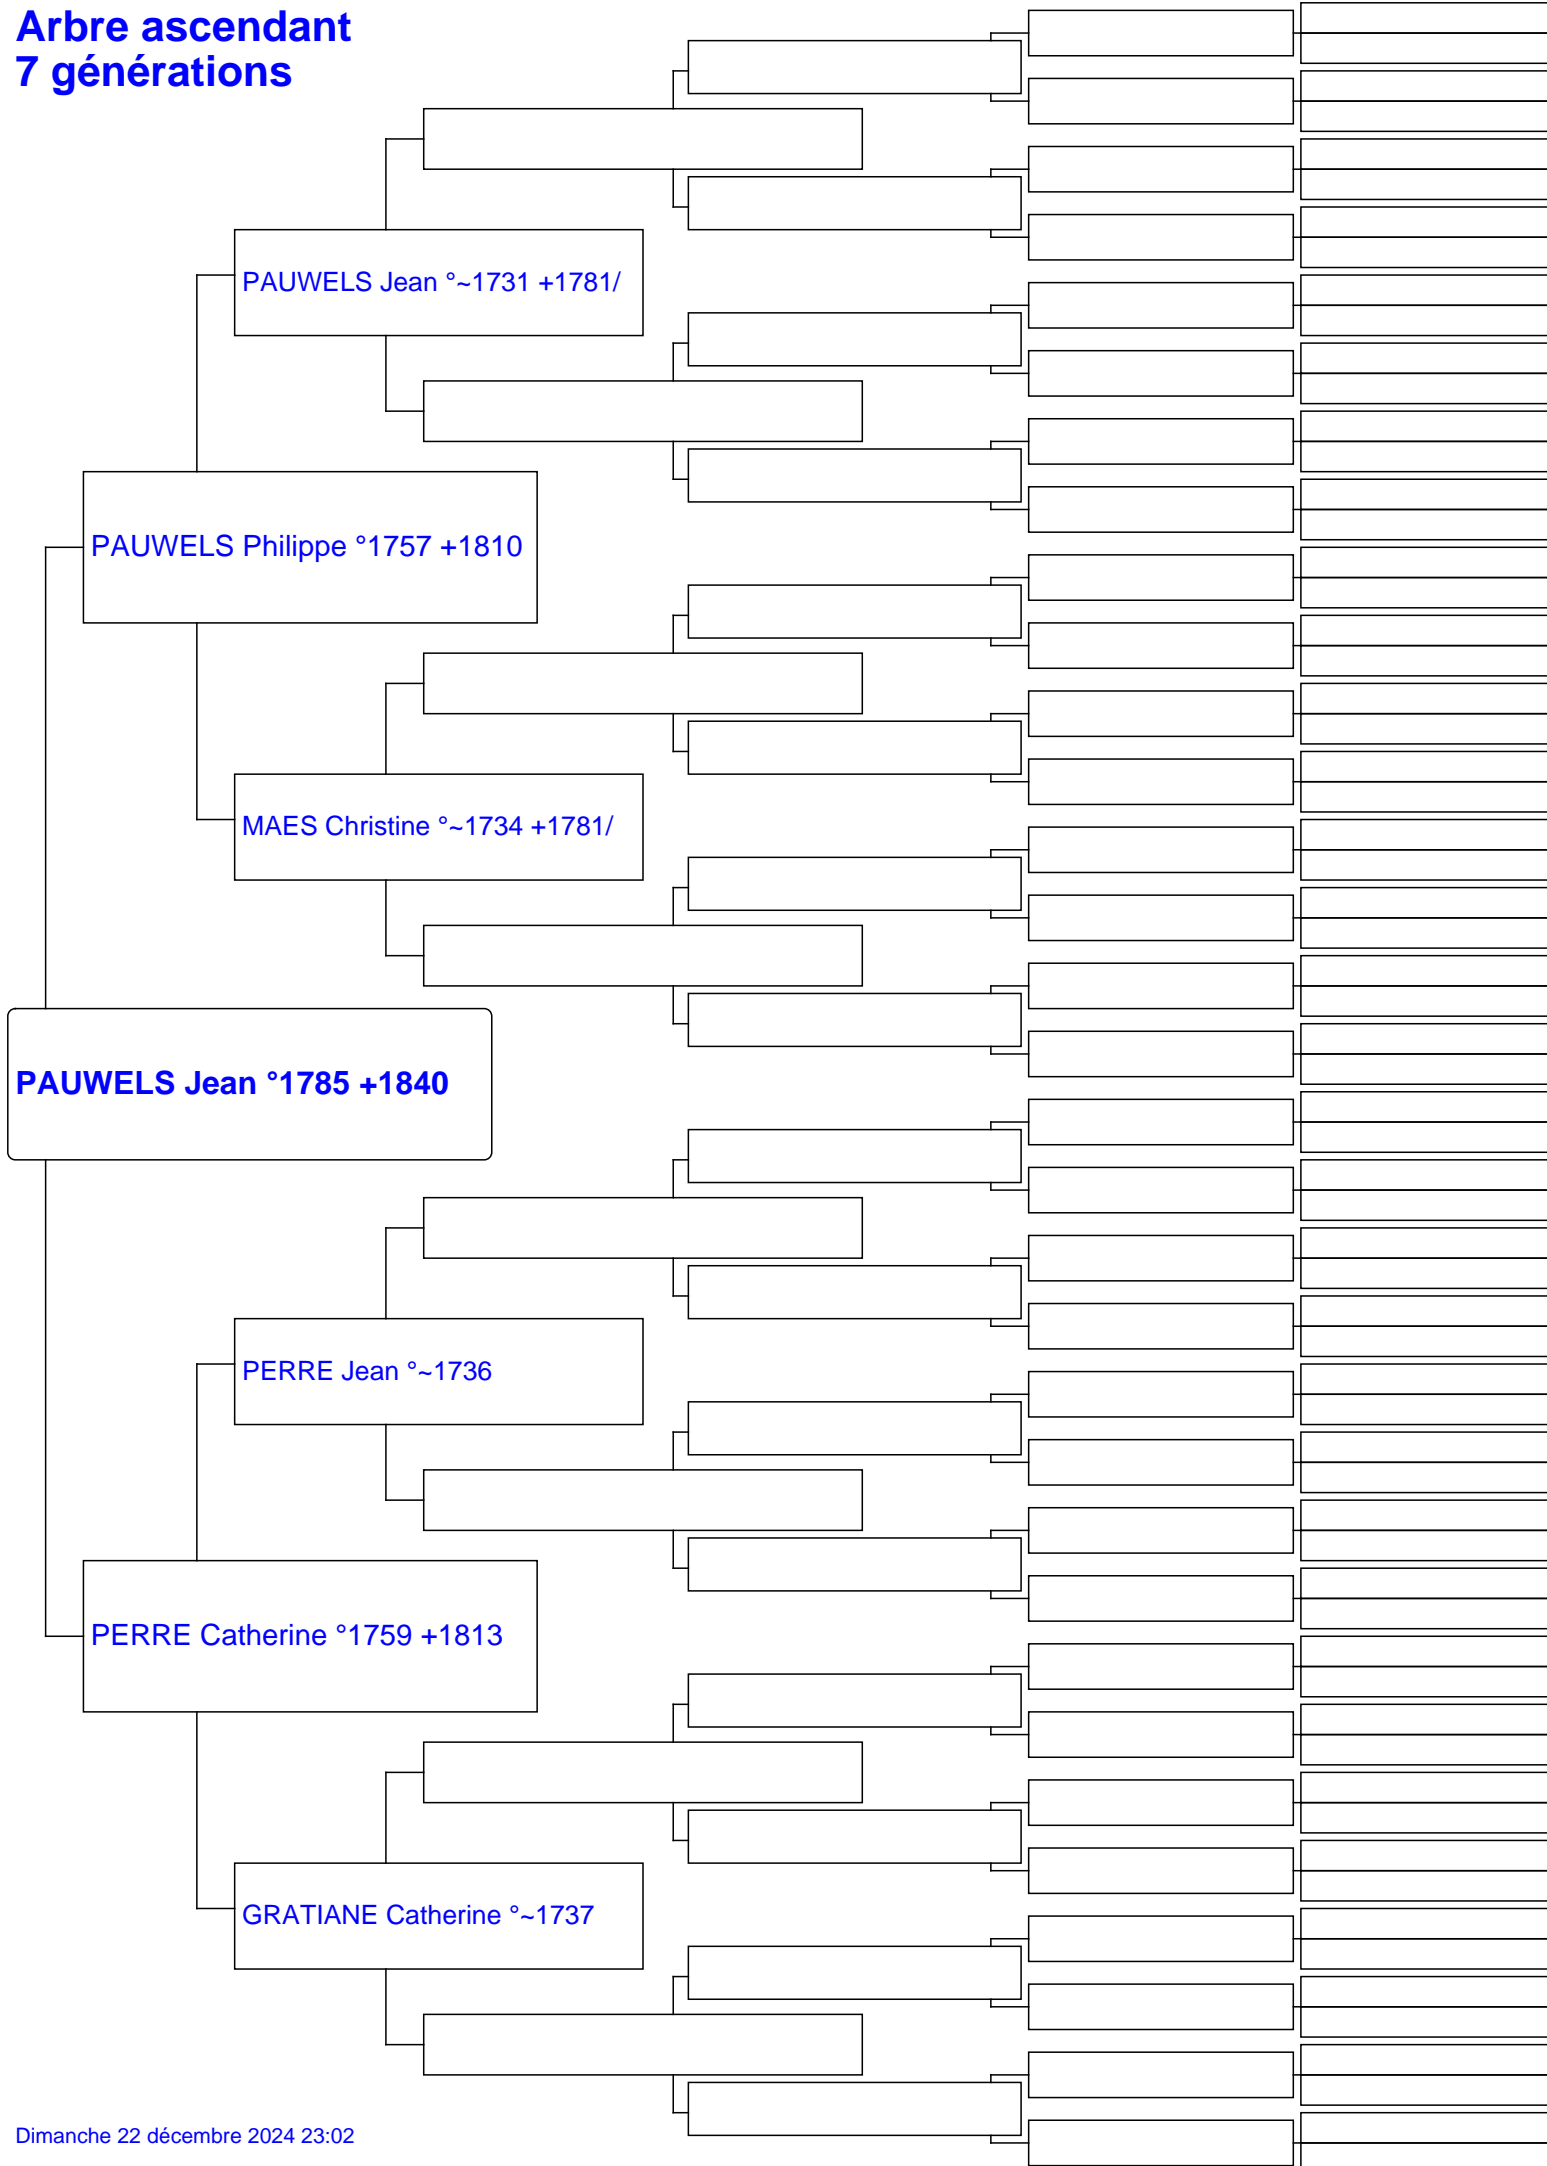 Arbre ascendant
7 générations
PAUWELS Jean °~1731 +1781/
PAUWELS Philippe °1757 +1810
MAES Christine °~1734 +1781/
PAUWELS Jean °1785 +1840
PERRE Jean °~1736
PERRE Catherine °1759 +1813
GRATIANE Catherine °~1737
Dimanche 22 décembre 2024 23:02